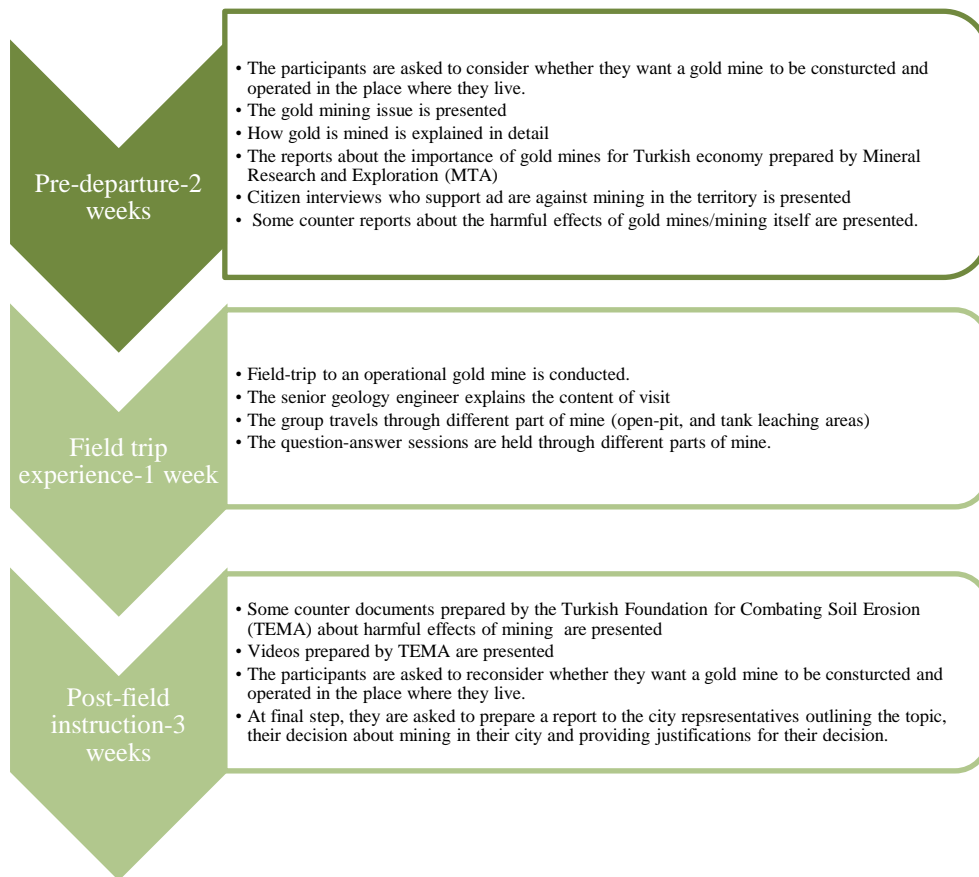 Pre-departure-2
weeks
• The participants are asked to consider whether they want a gold mine to be consturcted and
operated in the place where they live.
• The gold mining issue is presented
• How gold is mined is explained in detail
• The reports about the importance of gold mines for Turkish economy prepared by Mineral
Research and Exploration (MTA)
• Citizen interviews who support ad are against mining in the territory is presented
• Some counter reports about the harmful effects of gold mines/mining itself are presented.
Field trip
experience-1 week
• Field-trip to an operational gold mine is conducted.
• The senior geology engineer explains the content of visit
• The group travels through different part of mine (open-pit, and tank leaching areas)
• The question-answer sessions are held through different parts of mine.
Post-field
instruction-3
weeks
• Some counter documents prepared by the Turkish Foundation for Combating Soil Erosion
(TEMA) about harmful effects of mining are presented
• Videos prepared by TEMA are presented
• The participants are asked to reconsider whether they want a gold mine to be consturcted and
operated in the place where they live.
• At final step, they are asked to prepare a report to the city repsresentatives outlining the topic,
their decision about mining in their city and providing justifications for their decision.